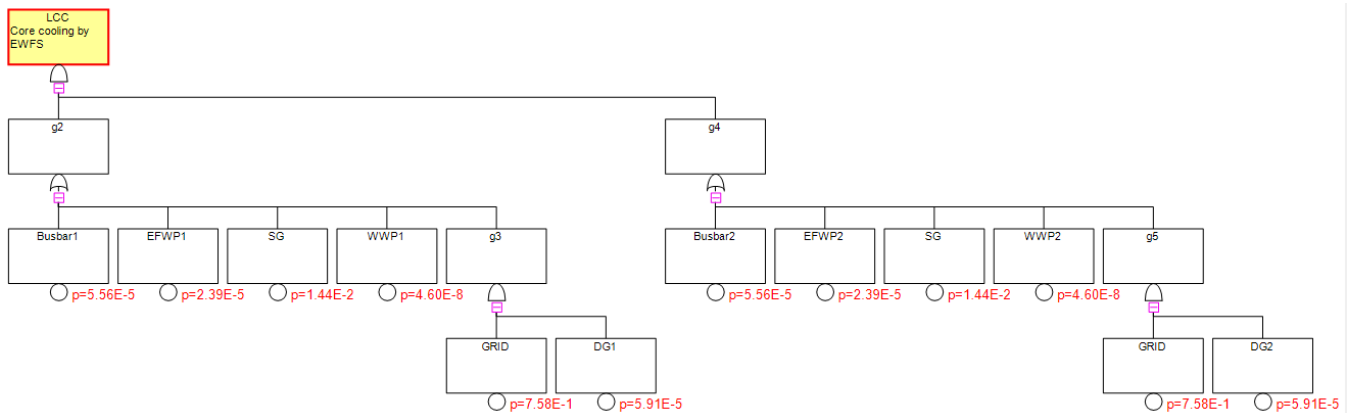 LCC
Core cooling by
EWFS
g2
g4
Busbar1
EFWP1
SG
WWP1
g3
Busbar2
EFWP2
SG
WWP2
g5
p=5.56E-5
p=2.39E-5
p=1.44E-2
p=4.60E-8
p=5.56E-5
p=2.39E-5
p=1.44E-2
p=4.60E-8
GRID
DG1
GRID
DG2
p=7.58E-1
p=5.91E-5
p=7.58E-1
p=5.91E-5